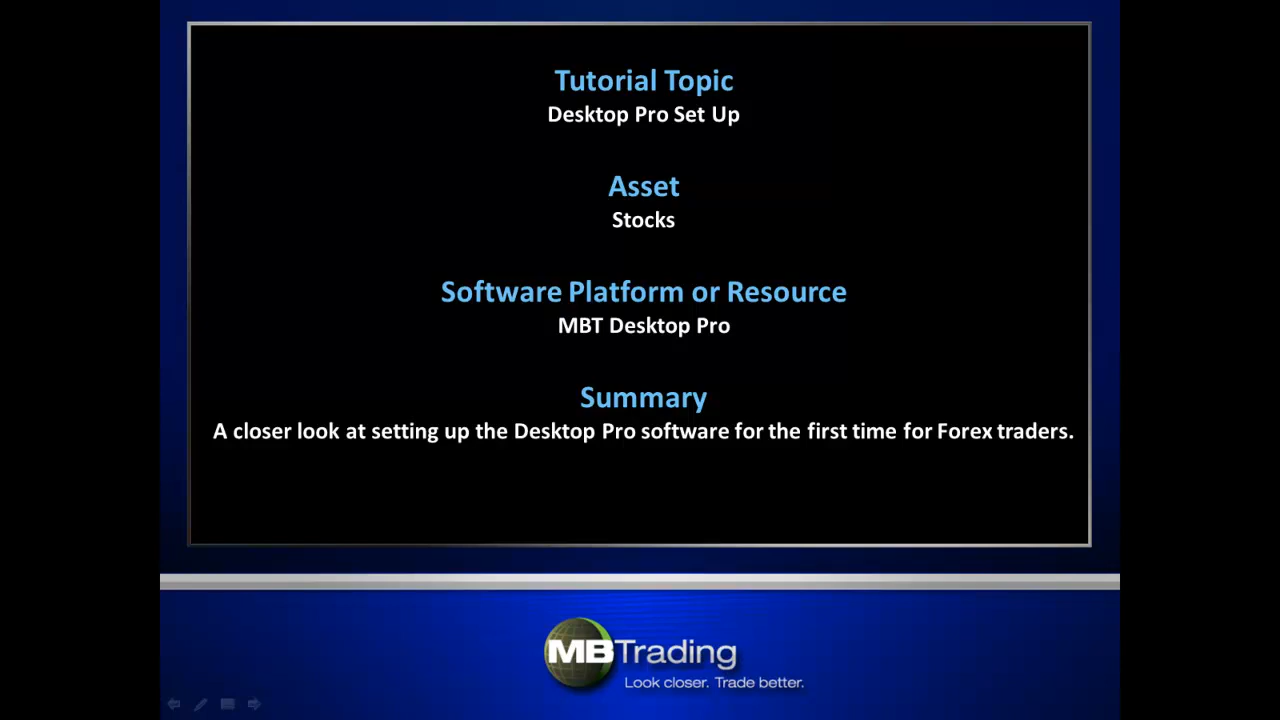 Tutorial Topic
Desktop Pro Set Up
Asset
Stocks
Software Platform or Resource
MBT Desktop Pro
Summary
A closer look at setting up the Desktop Pro software for the first time for Forex traders.
MBTrading
Look closer. Trade better.